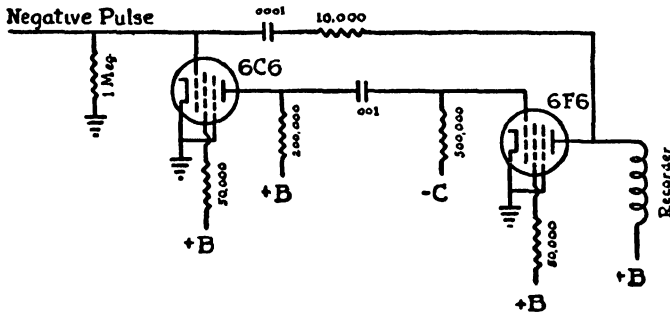 Negative Pulse
0001
10,000
1 Meg
6C6
200,000
001
500,000
6F6
50,000
+B
-C
+B
50,000
Recorder
+B
+B